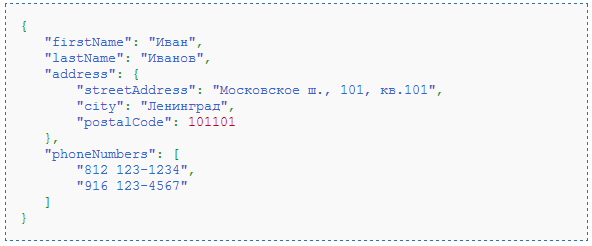 {
   "firstName": "Иван",
   "lastName": "Иванов",
   "address": {
       "streetAddress": "Московское ш., 101, кв.101",
       "city": "Ленинград",
       "postalCode": 101101
   },
   "phoneNumbers": [
       "812 123-1234",
       "916 123-4567"
   ]
}